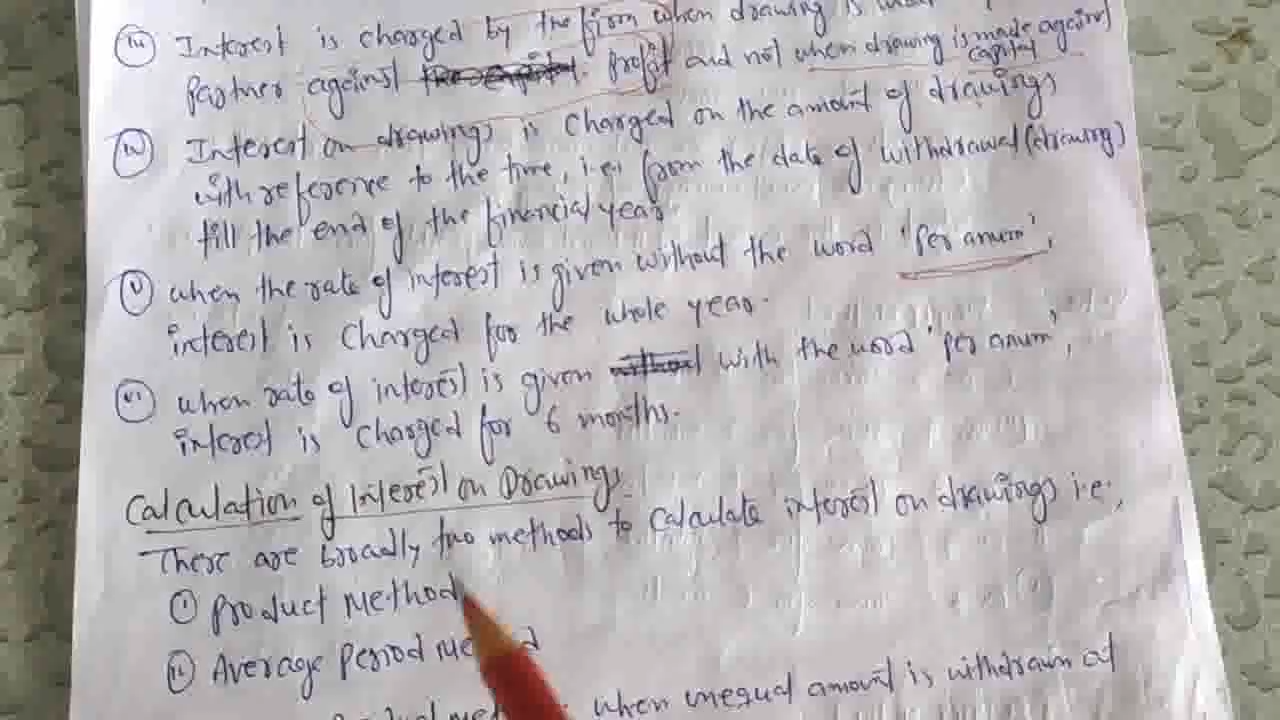 (iii) Interest is charged by the firm when drawing is
Partner against profit and not when drawing is made against capital
(iv) Interest on drawings is charged on the amount of drawings
with reference to the time, i.e. from the date of withdrawal (drawing)
till the end of the financial year.
(v) when the rate of interest is given without the word 'per anum',
interest is charged for the whole year.
(vi) when rate of interest is given with the word 'per anum',
interest is charged for 6 months.
Calculation of Interest on Drawings
There are broadly two methods to calculate interest on drawings i.e.,
(i) Product Method
(ii) Average Period
when unequal amount is withdrawn at